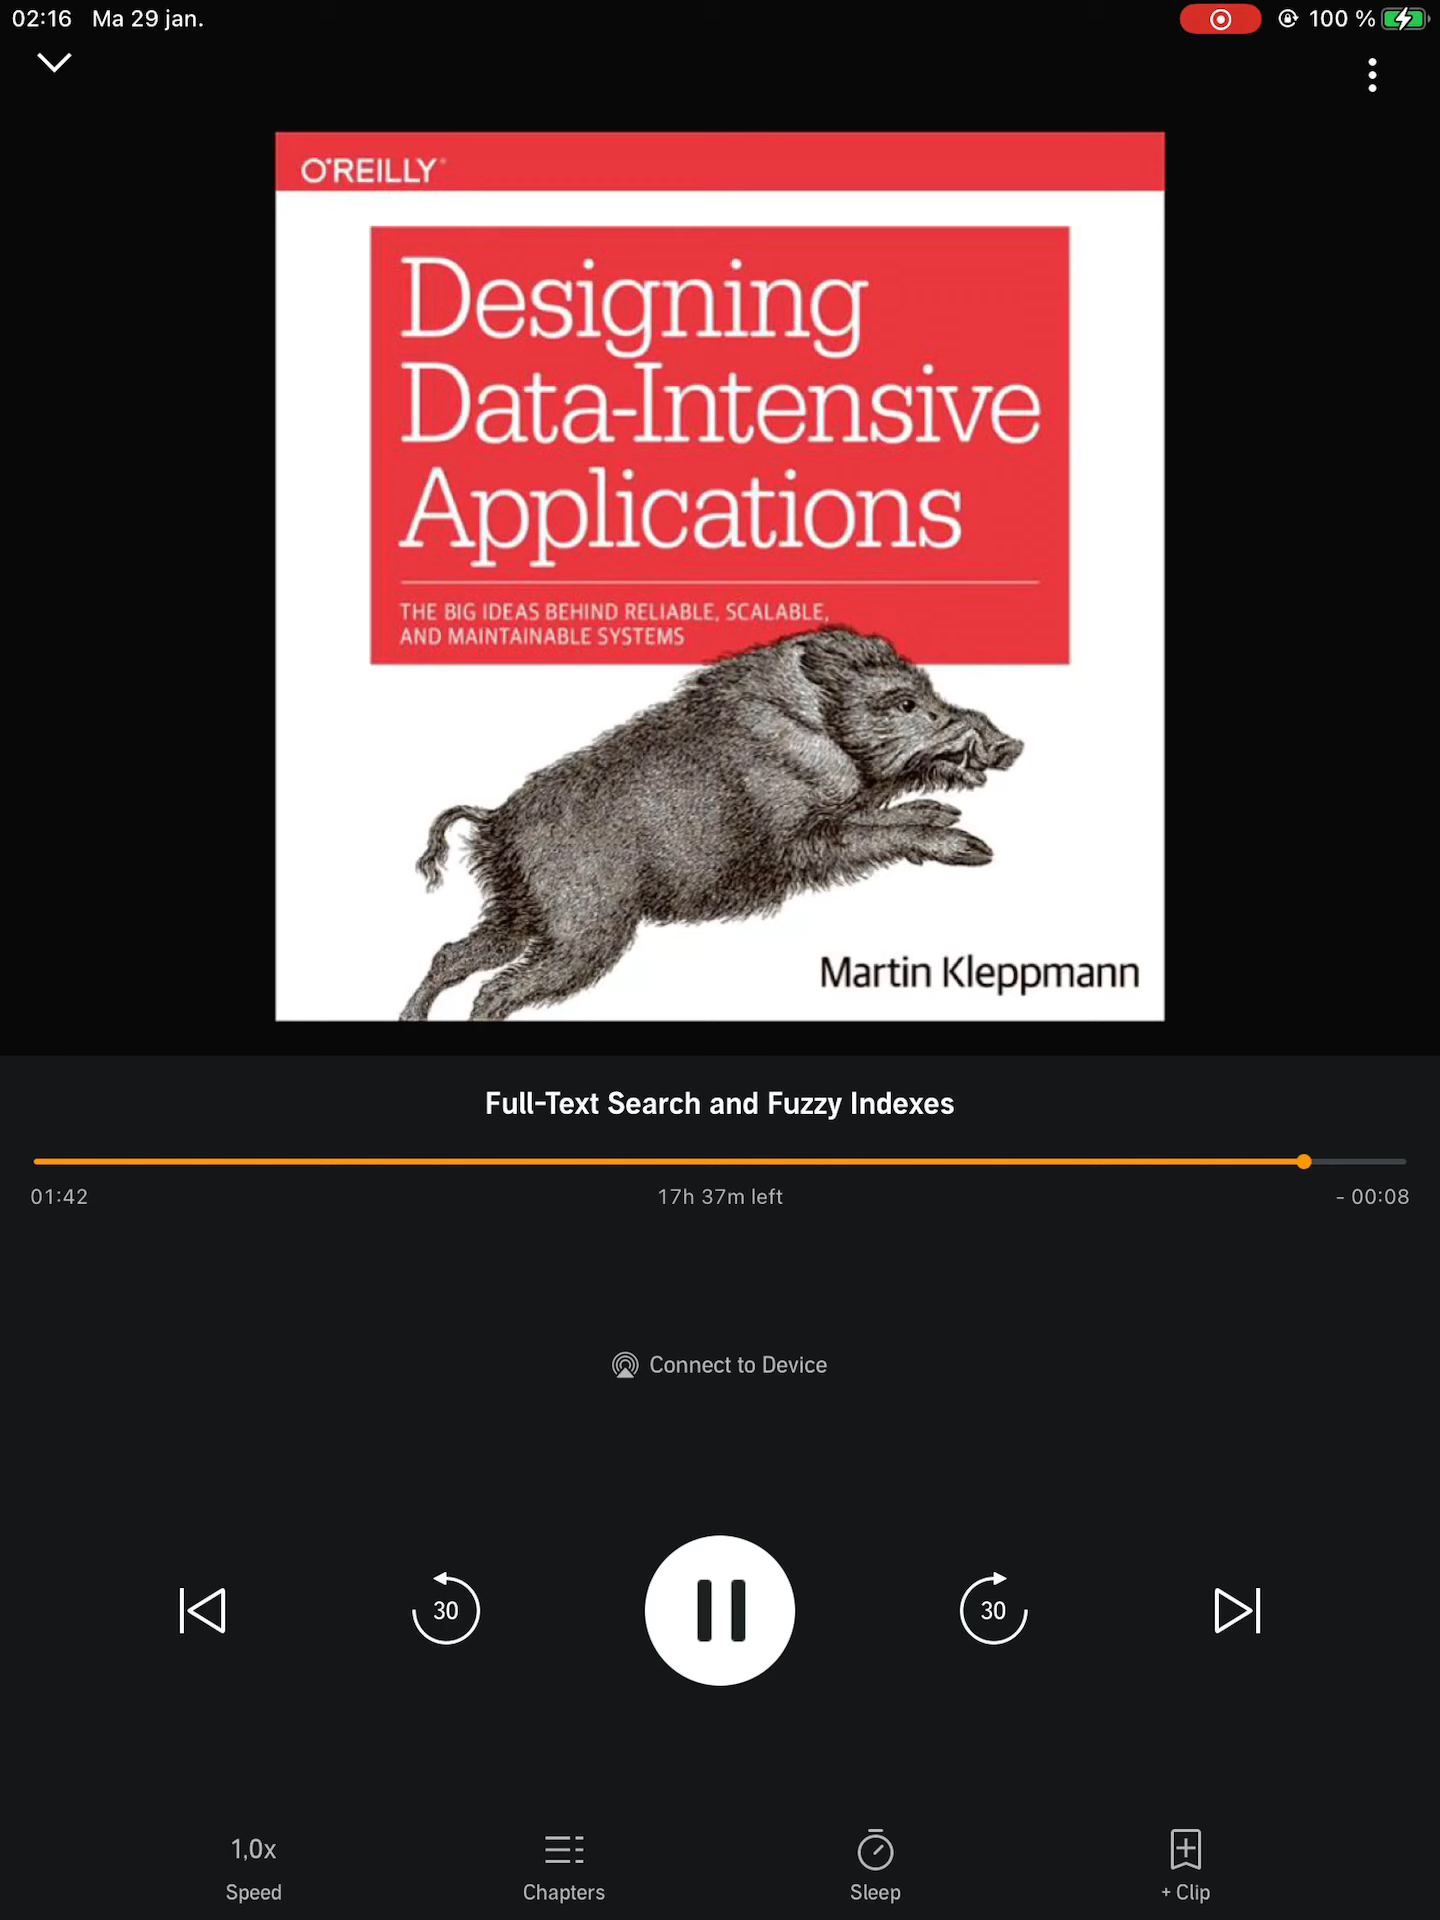 02:16 Ma 29 jan. 100 %
O'REILLY®
Designing
Data-Intensive
Applications
THE BIG IDEAS BEHIND RELIABLE, SCALABLE,
AND MAINTAINABLE SYSTEMS
Martin Kleppmann
Full-Text Search and Fuzzy Indexes
01:42 17h 37m left - 00:08
Connect to Device
30 30
1,0x
Speed Chapters Sleep + Clip